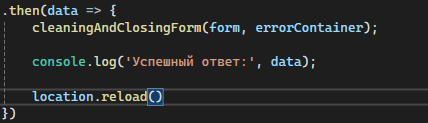 .then(data => {
cleaningAndClosingForm(form, errorContainer);
console.log('Успешный ответ:', data);
location.reload()
})